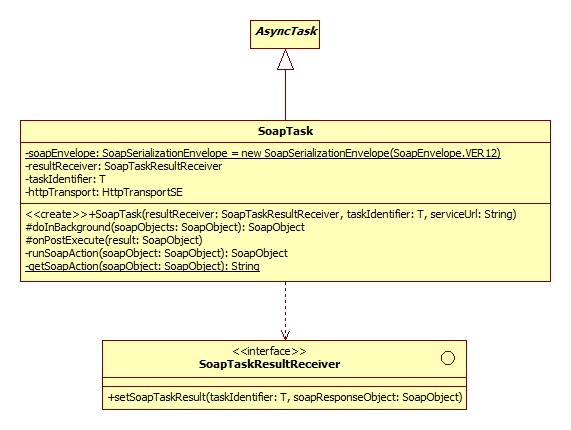 AsyncTask
SoapTask
-soapEnvelope: SoapSerializationEnvelope = new SoapSerializationEnvelope(SoapEnvelope.VER12)
-resultReceiver: SoapTaskResultReceiver
-taskIdentifier: T
-httpTransport: HttpTransportSE
<<create>>+SoapTask(resultReceiver: SoapTaskResultReceiver, taskIdentifier: T, serviceUrl: String)
#doInBackground(soapObjects: SoapObject): SoapObject
#onPostExecute(result: SoapObject)
-runSoapAction(soapObject: SoapObject): SoapObject
-getSoapAction(soapObject: SoapObject): String
<<interface>>
SoapTaskResultReceiver
+setSoapTaskResult(taskIdentifier: T, soapResponseObject: SoapObject)